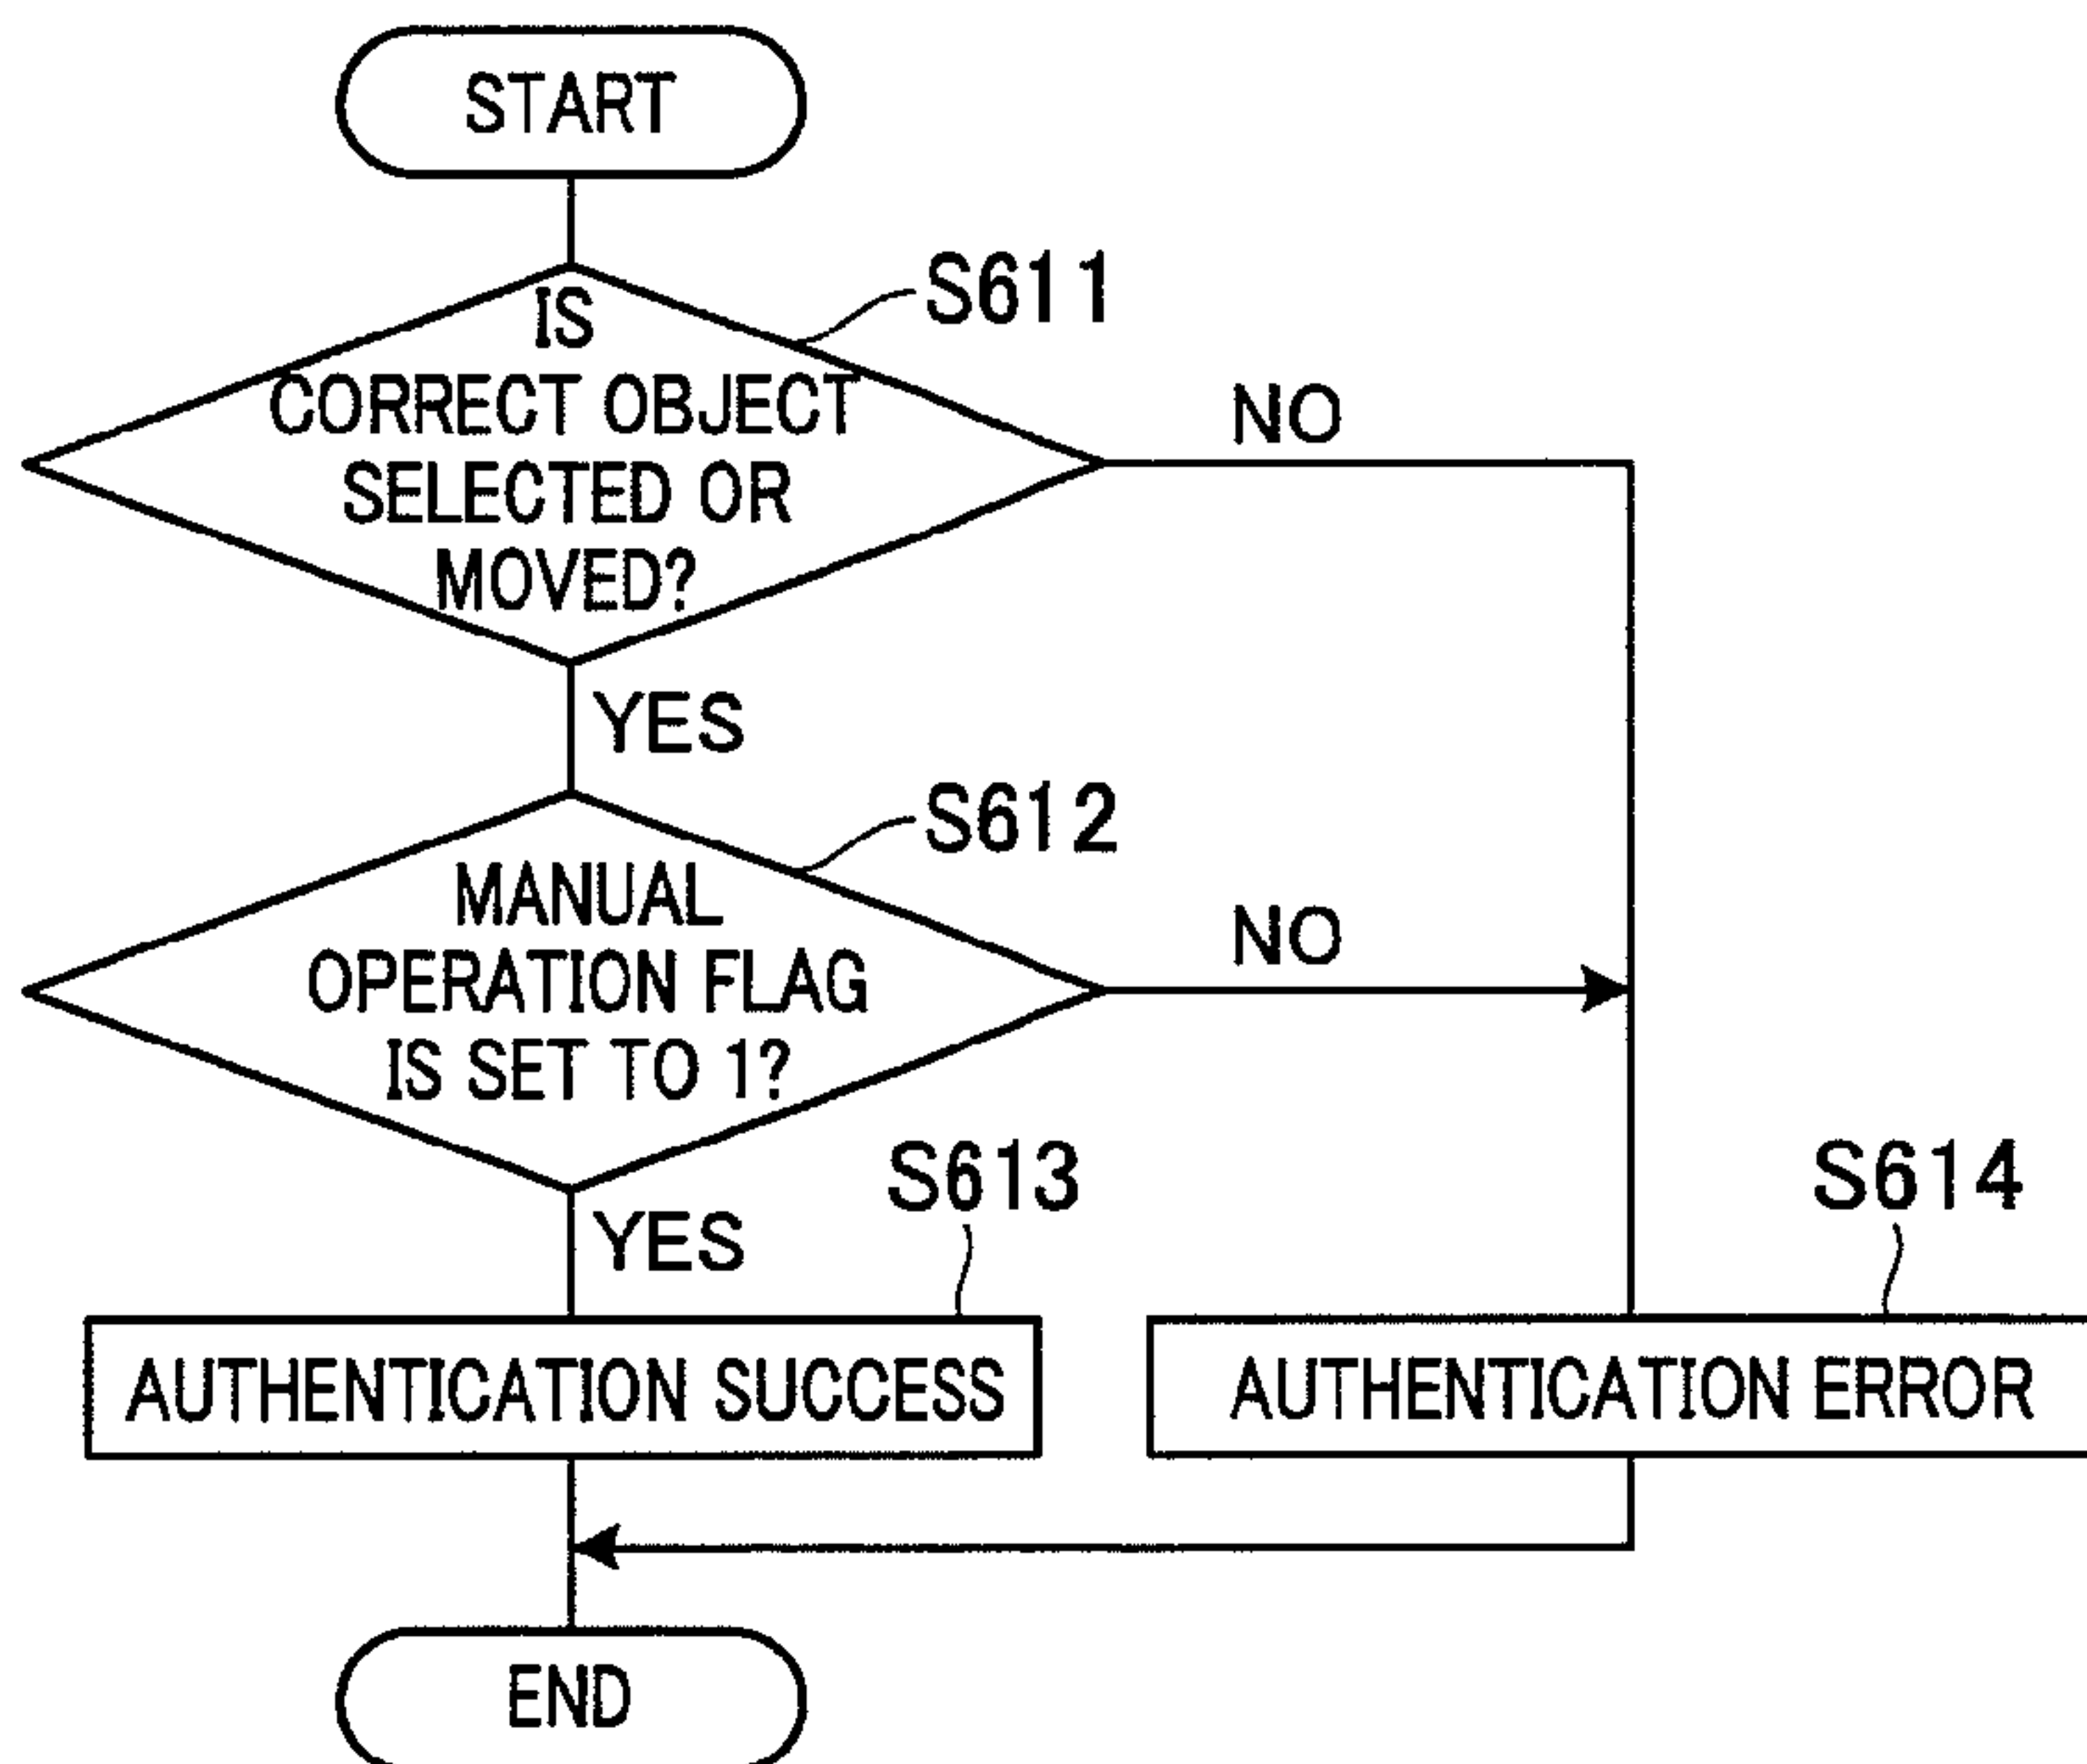 START
S611
IS
CORRECT OBJECT
SELECTED OR
MOVED?
NO
YES
S612
MANUAL
OPERATION FLAG
IS SET TO 1?
NO
YES
S613
S614
AUTHENTICATION SUCCESS
AUTHENTICATION ERROR
END